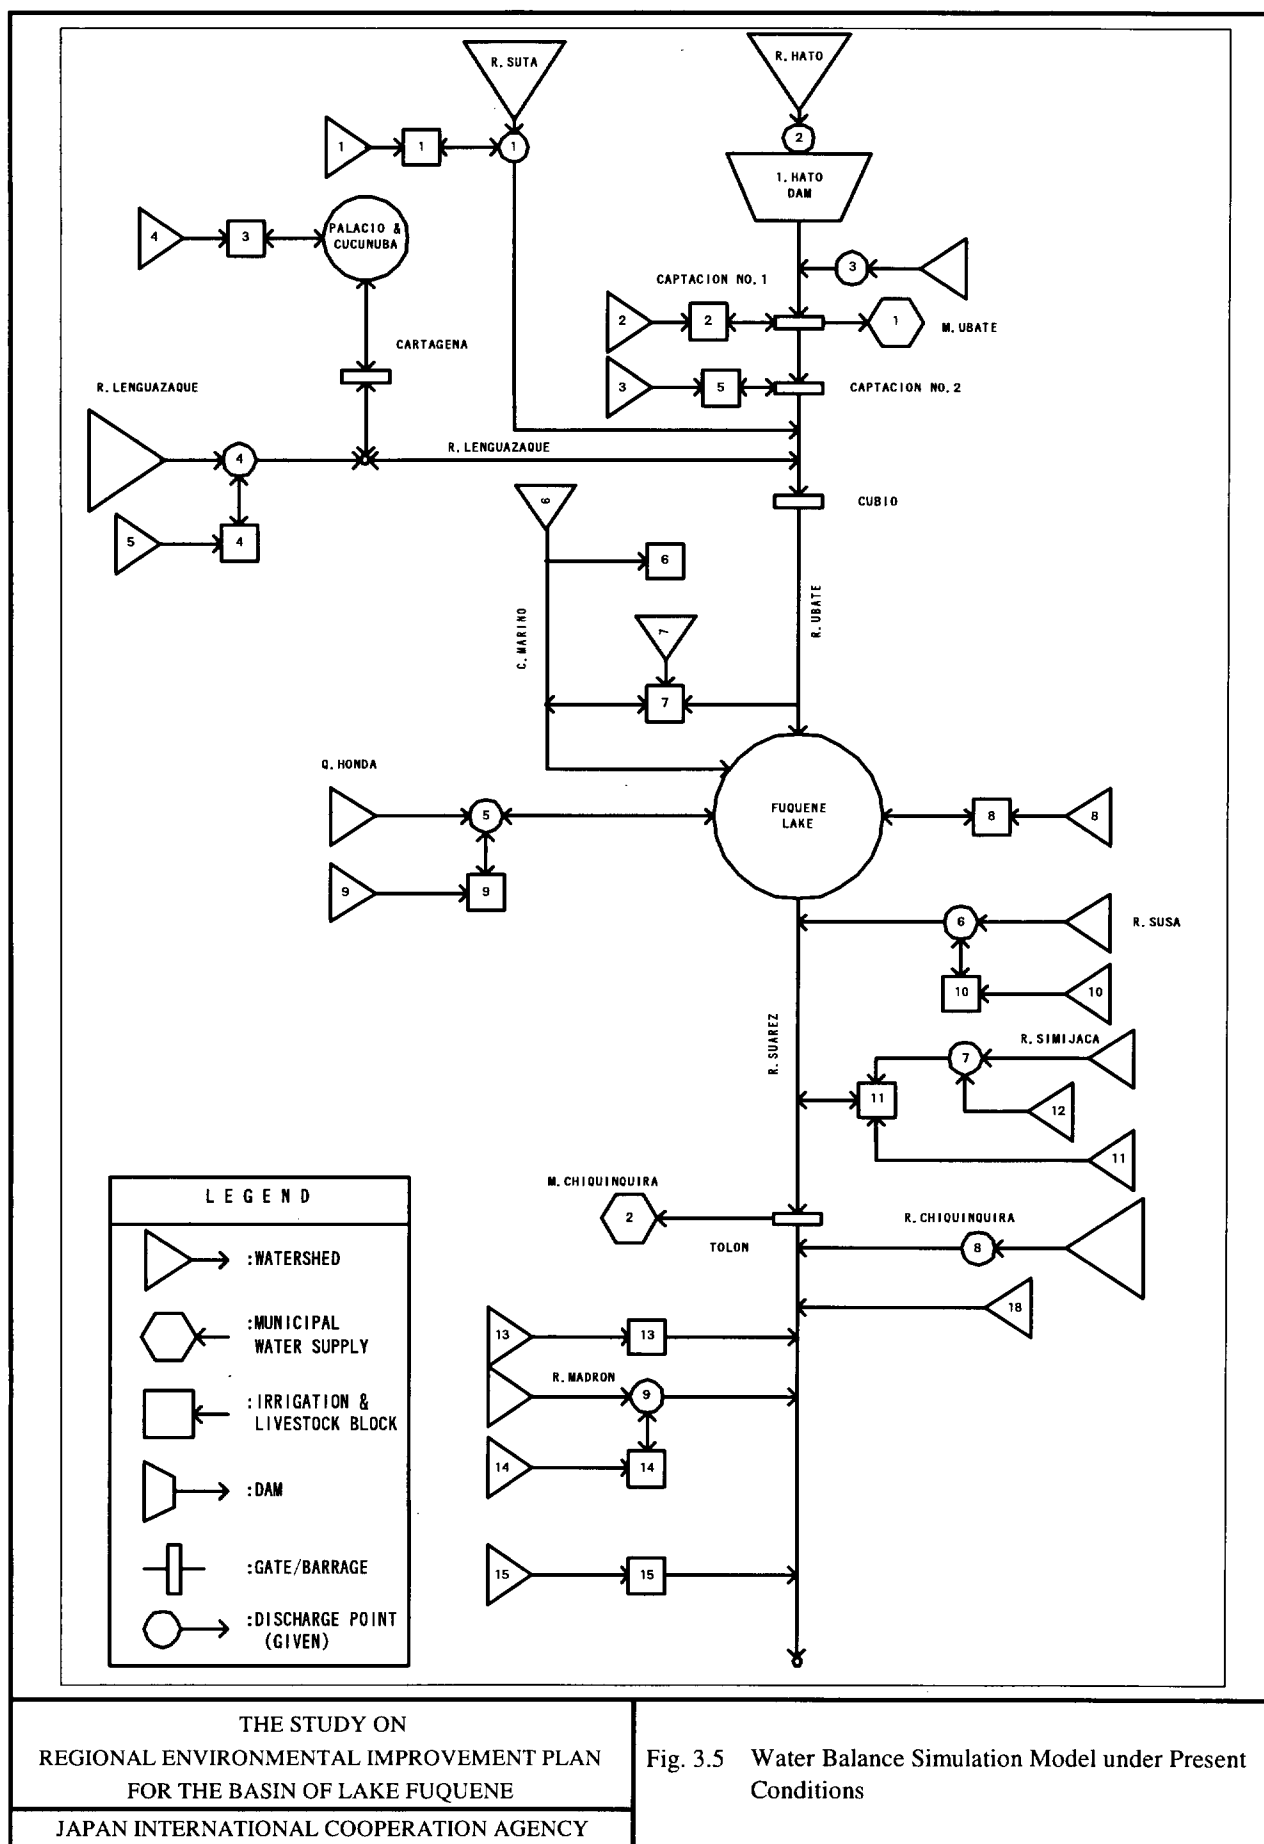 R. SUTA
R. HATO
1
1
1
2
1. HATO
DAM
4
3
PALACIO &
CUCUNUBA
3
CAPTACION NO. 1
2
2
1
M. UBATE
CARTAGENA
3
5
CAPTACION NO. 2
R. LENGUAZAQUE
4
R. LENGUAZAQUE
5
4
6
CUBIO
6
C. MARINO
R. UBATE
7
7
Q. HONDA
5
FUQUENE
LAKE
8
8
9
9
6
R. SUSA
10
10
R. SUAREZ
R. SIMIJACA
7
11
12
11
M. CHIQUINQUIRA
2
TOLON
R. CHIQUINQUIRA
8
18
13
13
R. MADRON
9
14
14
15
15
LEGEND
:WATERSHED
:MUNICIPAL
WATER SUPPLY
:IRRIGATION &
LIVESTOCK BLOCK
:DAM
:GATE/BARRAGE
:DISCHARGE POINT
(GIVEN)
THE STUDY ON
REGIONAL ENVIRONMENTAL IMPROVEMENT PLAN
FOR THE BASIN OF LAKE FUQUENE
JAPAN INTERNATIONAL COOPERATION AGENCY
Fig. 3.5 Water Balance Simulation Model under Present
Conditions